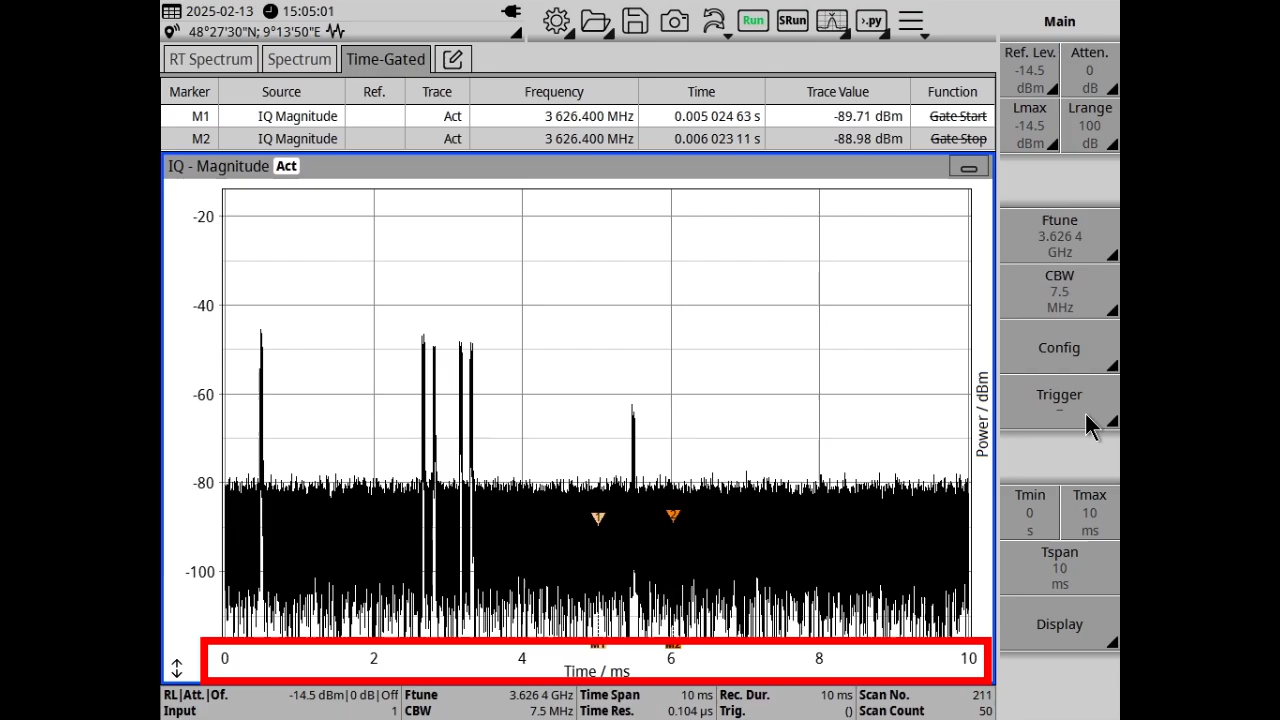 2025-02-13 15:05:01
48°27'30"N; 9°13'50"E
Run SRun ›.py
Main
RT Spectrum Spectrum Time-Gated
Marker Source Ref. Trace Frequency Time Trace Value Function
M1 IQ Magnitude Act 3 626.400 MHz 0.005 024 63 s -89.71 dBm Gate Start
M2 IQ Magnitude Act 3 626.400 MHz 0.006 023 11 s -88.98 dBm Gate Stop
IQ - Magnitude Act
-20
-40
-60
-80
-100
Power / dBm
1 2
M1 M2
0 2 4 6 8 10
Time / ms
Ref. Lev. Atten.
-14.5 0
dBm dB
Lmax Lrange
-14.5 100
dBm dB
Ftune
3.626 4
GHz
CBW
7.5
MHz
Config
Trigger
–
Tmin Tmax
0 10
s ms
Tspan
10
ms
Display
RL|Att.|Of. -14.5 dBm|0 dB|Off Ftune 3.626 4 GHz Time Span 10 ms Rec. Dur. 10 ms Scan No. 211
Input 1 CBW 7.5 MHz Time Res. 0.104 µs Trig. () Scan Count 50